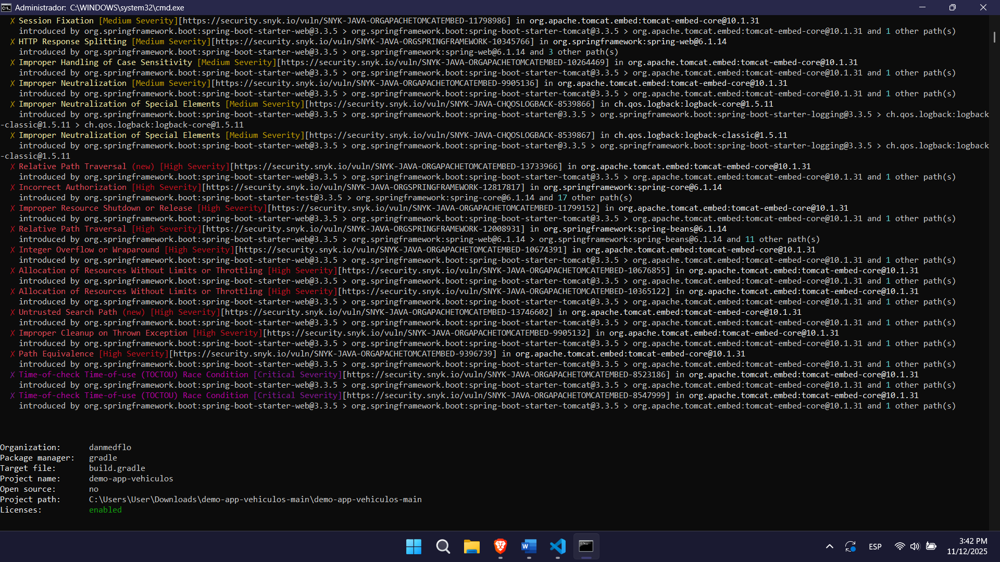 Administrador: C:\WINDOWS\system32\cmd.exe
✗ Session Fixation [Medium Severity][https://security.snyk.io/vuln/SNYK-JAVA-ORGAPACHETOMCATEMBED-11798986] in org.apache.tomcat.embed:tomcat-embed-core@10.1.31
introduced by org.springframework.boot:spring-boot-starter-web@3.3.5 > org.springframework.boot:spring-boot-starter-tomcat@3.3.5 > org.apache.tomcat.embed:tomcat-embed-core@10.1.31 and 1 other path(s)
✗ HTTP Response Splitting [Medium Severity][https://security.snyk.io/vuln/SNYK-JAVA-ORGSPRINGFRAMEWORK-10345766] in org.springframework:spring-web@6.1.14
introduced by org.springframework.boot:spring-boot-starter-web@3.3.5 > org.springframework:spring-web@6.1.14 and 3 other path(s)
✗ Improper Handling of Case Sensitivity [Medium Severity][https://security.snyk.io/vuln/SNYK-JAVA-ORGAPACHETOMCATEMBED-10264469] in org.apache.tomcat.embed:tomcat-embed-core@10.1.31
introduced by org.springframework.boot:spring-boot-starter-web@3.3.5 > org.springframework.boot:spring-boot-starter-tomcat@3.3.5 > org.apache.tomcat.embed:tomcat-embed-core@10.1.31 and 1 other path(s)
✗ Improper Neutralization [Medium Severity][https://security.snyk.io/vuln/SNYK-JAVA-ORGAPACHETOMCATEMBED-9905136] in org.apache.tomcat.embed:tomcat-embed-core@10.1.31
introduced by org.springframework.boot:spring-boot-starter-web@3.3.5 > org.springframework.boot:spring-boot-starter-tomcat@3.3.5 > org.apache.tomcat.embed:tomcat-embed-core@10.1.31 and 1 other path(s)
✗ Improper Neutralization of Special Elements [Medium Severity][https://security.snyk.io/vuln/SNYK-JAVA-CHQOSLOGBACK-8539866] in ch.qos.logback:logback-core@1.5.11
introduced by org.springframework.boot:spring-boot-starter-web@3.3.5 > org.springframework.boot:spring-boot-starter@3.3.5 > org.springframework.boot:spring-boot-starter-logging@3.3.5 > ch.qos.logback:logback
-classic@1.5.11 > ch.qos.logback:logback-core@1.5.11
✗ Improper Neutralization of Special Elements [Medium Severity][https://security.snyk.io/vuln/SNYK-JAVA-CHQOSLOGBACK-8539867] in ch.qos.logback:logback-classic@1.5.11
introduced by org.springframework.boot:spring-boot-starter-web@3.3.5 > org.springframework.boot:spring-boot-starter@3.3.5 > org.springframework.boot:spring-boot-starter-logging@3.3.5 > ch.qos.logback:logback
-classic@1.5.11
✗ Relative Path Traversal (new) [High Severity][https://security.snyk.io/vuln/SNYK-JAVA-ORGAPACHETOMCATEMBED-13733966] in org.apache.tomcat.embed:tomcat-embed-core@10.1.31
introduced by org.springframework.boot:spring-boot-starter-web@3.3.5 > org.springframework.boot:spring-boot-starter-tomcat@3.3.5 > org.apache.tomcat.embed:tomcat-embed-core@10.1.31 and 1 other path(s)
✗ Incorrect Authorization [High Severity][https://security.snyk.io/vuln/SNYK-JAVA-ORGSPRINGFRAMEWORK-12817817] in org.springframework:spring-core@6.1.14
introduced by org.springframework.boot:spring-boot-starter-test@3.3.5 > org.springframework:spring-core@6.1.14 and 17 other path(s)
✗ Improper Resource Shutdown or Release [High Severity][https://security.snyk.io/vuln/SNYK-JAVA-ORGAPACHETOMCATEMBED-11799152] in org.apache.tomcat.embed:tomcat-embed-core@10.1.31
introduced by org.springframework.boot:spring-boot-starter-web@3.3.5 > org.springframework.boot:spring-boot-starter-tomcat@3.3.5 > org.apache.tomcat.embed:tomcat-embed-core@10.1.31 and 1 other path(s)
✗ Relative Path Traversal [High Severity][https://security.snyk.io/vuln/SNYK-JAVA-ORGSPRINGFRAMEWORK-12008931] in org.springframework:spring-beans@6.1.14
introduced by org.springframework.boot:spring-boot-starter-web@3.3.5 > org.springframework:spring-web@6.1.14 > org.springframework:spring-beans@6.1.14 and 11 other path(s)
✗ Integer Overflow or Wraparound [High Severity][https://security.snyk.io/vuln/SNYK-JAVA-ORGAPACHETOMCATEMBED-10674391] in org.apache.tomcat.embed:tomcat-embed-core@10.1.31
introduced by org.springframework.boot:spring-boot-starter-web@3.3.5 > org.springframework.boot:spring-boot-starter-tomcat@3.3.5 > org.apache.tomcat.embed:tomcat-embed-core@10.1.31 and 1 other path(s)
✗ Allocation of Resources Without Limits or Throttling [High Severity][https://security.snyk.io/vuln/SNYK-JAVA-ORGAPACHETOMCATEMBED-10676855] in org.apache.tomcat.embed:tomcat-embed-core@10.1.31
introduced by org.springframework.boot:spring-boot-starter-web@3.3.5 > org.springframework.boot:spring-boot-starter-tomcat@3.3.5 > org.apache.tomcat.embed:tomcat-embed-core@10.1.31 and 1 other path(s)
✗ Allocation of Resources Without Limits or Throttling [High Severity][https://security.snyk.io/vuln/SNYK-JAVA-ORGAPACHETOMCATEMBED-10365122] in org.apache.tomcat.embed:tomcat-embed-core@10.1.31
introduced by org.springframework.boot:spring-boot-starter-web@3.3.5 > org.springframework.boot:spring-boot-starter-tomcat@3.3.5 > org.apache.tomcat.embed:tomcat-embed-core@10.1.31 and 1 other path(s)
✗ Untrusted Search Path (new) [High Severity][https://security.snyk.io/vuln/SNYK-JAVA-ORGAPACHETOMCATEMBED-13746602] in org.apache.tomcat.embed:tomcat-embed-core@10.1.31
introduced by org.springframework.boot:spring-boot-starter-web@3.3.5 > org.springframework.boot:spring-boot-starter-tomcat@3.3.5 > org.apache.tomcat.embed:tomcat-embed-core@10.1.31 and 1 other path(s)
✗ Improper Cleanup on Thrown Exception [High Severity][https://security.snyk.io/vuln/SNYK-JAVA-ORGAPACHETOMCATEMBED-9905132] in org.apache.tomcat.embed:tomcat-embed-core@10.1.31
introduced by org.springframework.boot:spring-boot-starter-web@3.3.5 > org.springframework.boot:spring-boot-starter-tomcat@3.3.5 > org.apache.tomcat.embed:tomcat-embed-core@10.1.31 and 1 other path(s)
✗ Path Equivalence [High Severity][https://security.snyk.io/vuln/SNYK-JAVA-ORGAPACHETOMCATEMBED-9396739] in org.apache.tomcat.embed:tomcat-embed-core@10.1.31
introduced by org.springframework.boot:spring-boot-starter-web@3.3.5 > org.springframework.boot:spring-boot-starter-tomcat@3.3.5 > org.apache.tomcat.embed:tomcat-embed-core@10.1.31 and 1 other path(s)
✗ Time-of-check Time-of-use (TOCTOU) Race Condition [Critical Severity][https://security.snyk.io/vuln/SNYK-JAVA-ORGAPACHETOMCATEMBED-8523186] in org.apache.tomcat.embed:tomcat-embed-core@10.1.31
introduced by org.springframework.boot:spring-boot-starter-web@3.3.5 > org.springframework.boot:spring-boot-starter-tomcat@3.3.5 > org.apache.tomcat.embed:tomcat-embed-core@10.1.31 and 1 other path(s)
✗ Time-of-check Time-of-use (TOCTOU) Race Condition [Critical Severity][https://security.snyk.io/vuln/SNYK-JAVA-ORGAPACHETOMCATEMBED-8547999] in org.apache.tomcat.embed:tomcat-embed-core@10.1.31
introduced by org.springframework.boot:spring-boot-starter-web@3.3.5 > org.springframework.boot:spring-boot-starter-tomcat@3.3.5 > org.apache.tomcat.embed:tomcat-embed-core@10.1.31 and 1 other path(s)
Organization: danmedflo
Package manager: gradle
Target file: build.gradle
Project name: demo-app-vehiculos
Open source: no
Project path: C:\Users\User\Downloads\demo-app-vehiculos-main\demo-app-vehiculos-main
Licenses: enabled
ESP
3:42 PM
11/12/2025